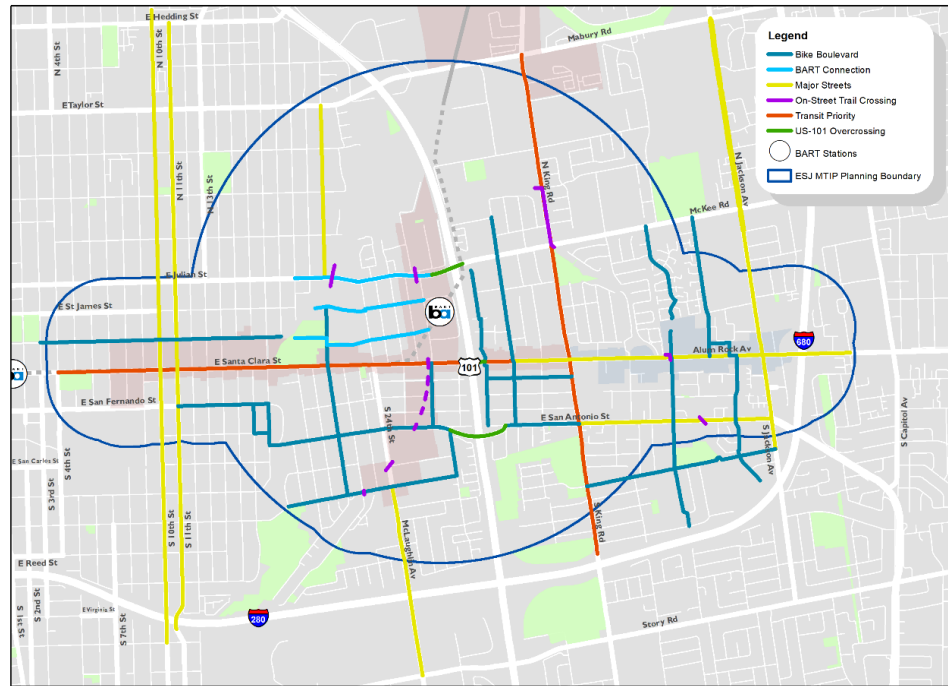 E Hedding St
N 4th St
N 10th St
Mabury Rd
E Taylor St
N 11th St
N 13th St
N King Rd
N Jackson Av
McKee Rd
Legend
Bike Boulevard
BART Connection
Major Streets
On-Street Trail Crossing
Transit Priority
US-101 Overcrossing
BART Stations
ESJ MTIP Planning Boundary
E Julian St
E St James St
ba
680
Alum Rock Av
E Santa Clara St
101
ba
E San Fernando St
S 24th St
E San Antonio St
S Capitol Av
S Jackson Av
E San Carlos St
S 4th St
S 3rd St
S 10th St
S 11th St
McLaughlin Av
S King Rd
E Reed St
S 2nd St
S 1st St
E Virginia St
S 7th St
280
Story Rd